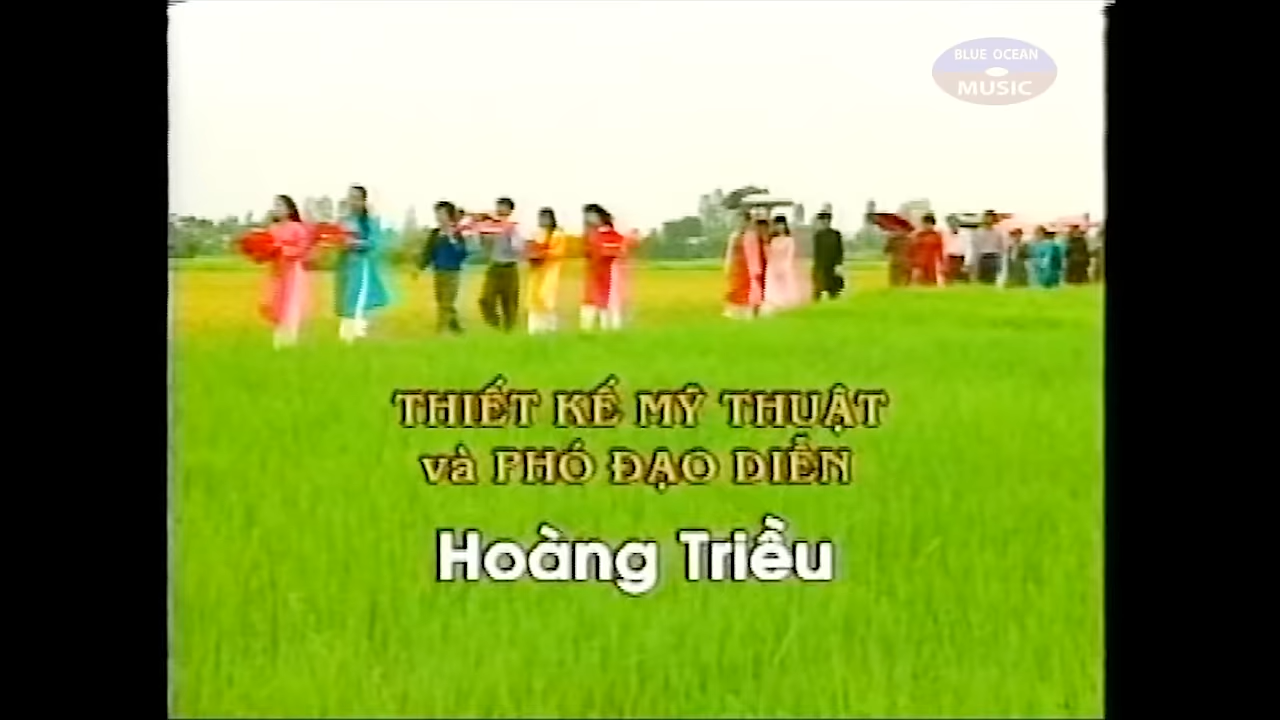 BLUE OCEAN
MUSIC
THIẾT KẾ MỸ THUẬT
và PHÓ ĐẠO DIỄN
Hoàng Triều